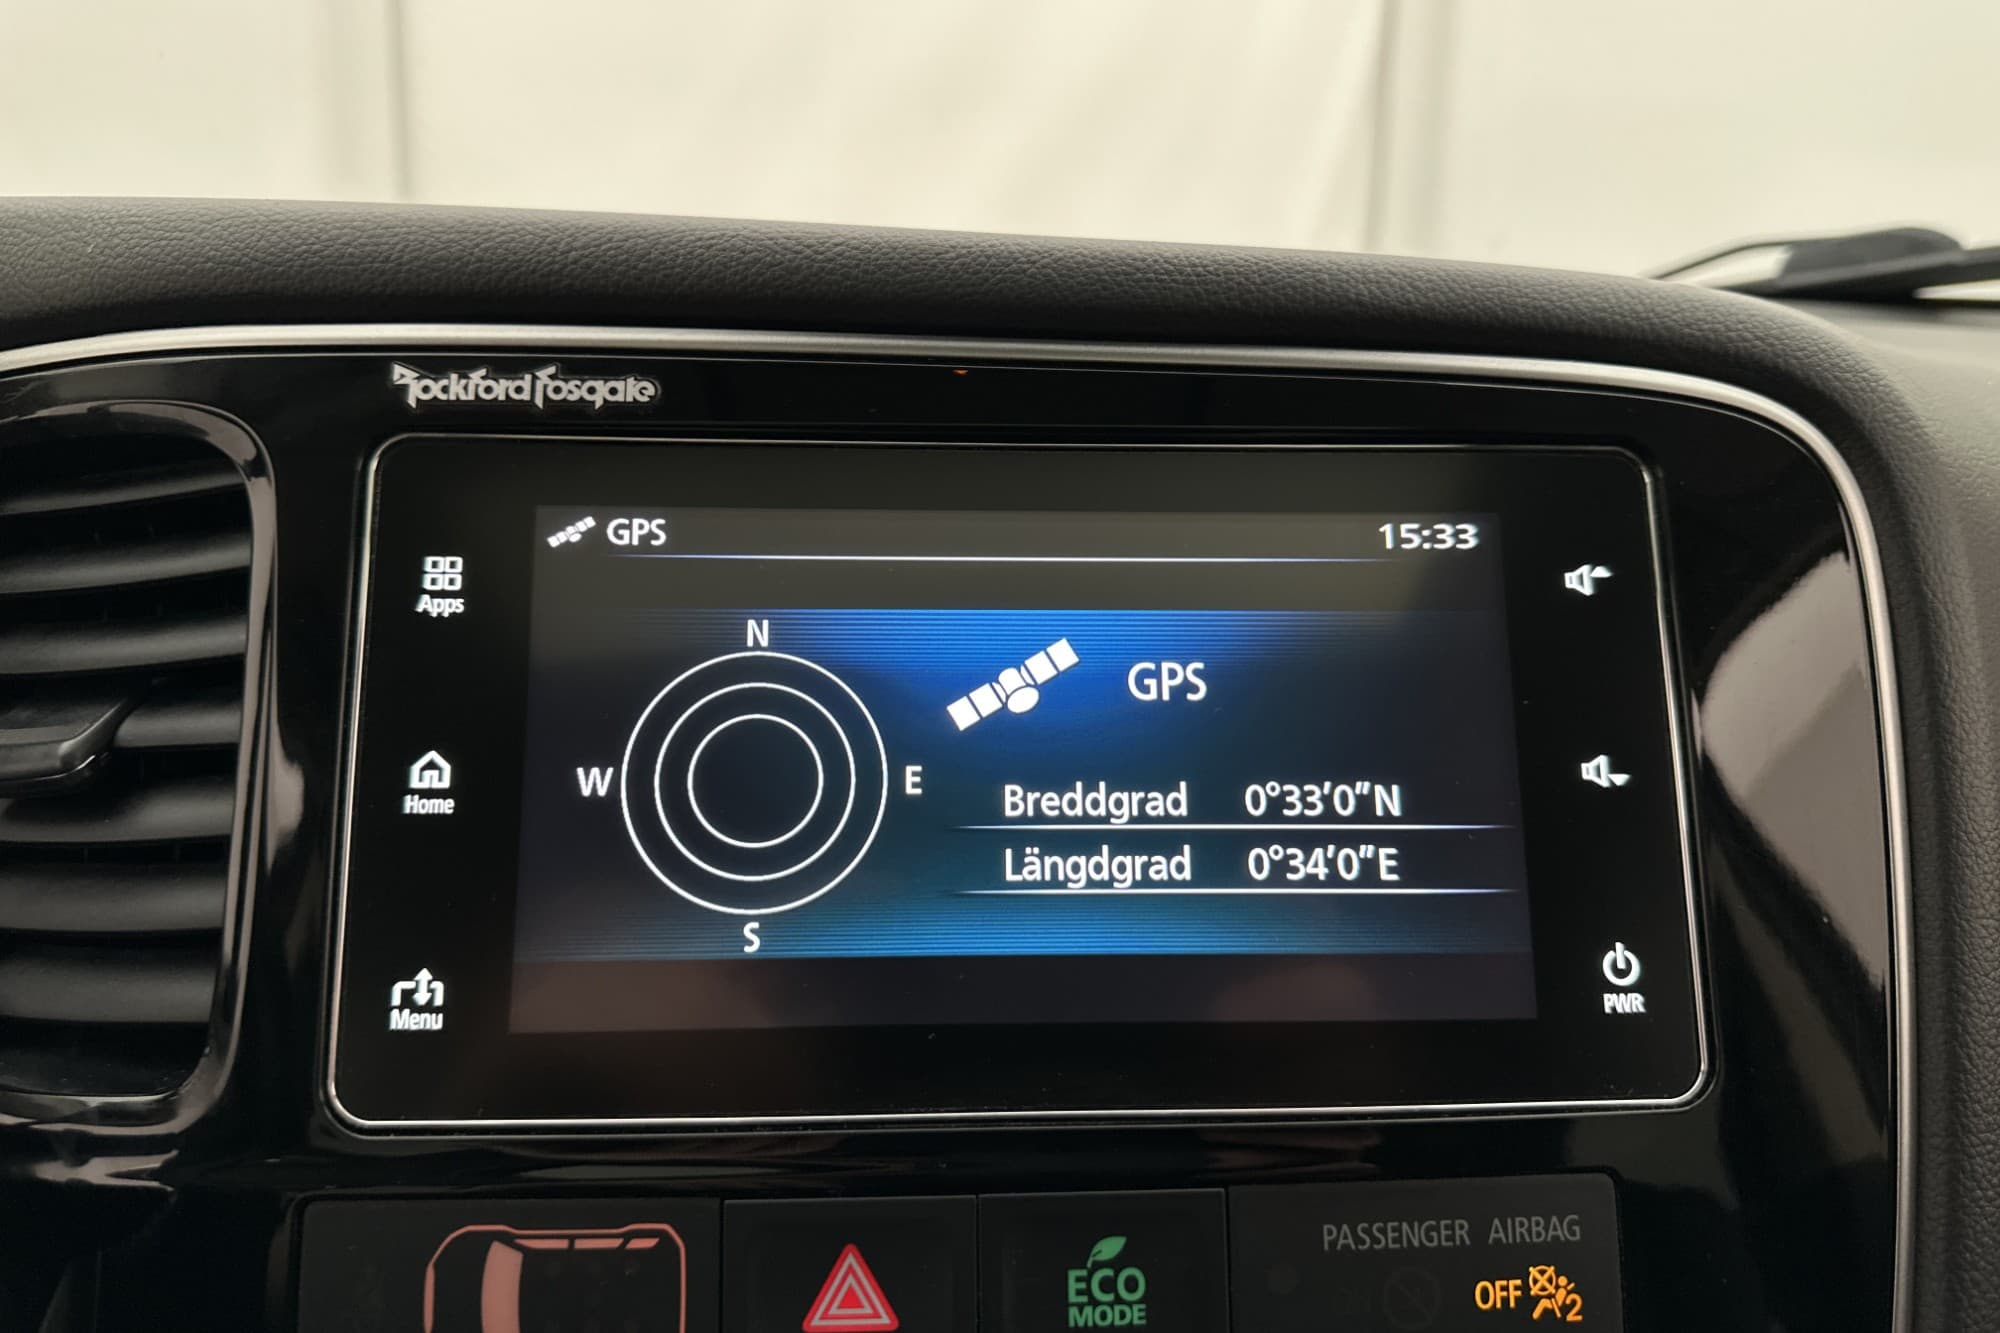 Rockford Fosgate
GPS 15:33
Apps
N
GPS
W E
Home
Breddgrad 0°33'0"N
Längdgrad 0°34'0"E
S
Menu
PWR
PASSENGER AIRBAG
ECO
MODE
OFF 2